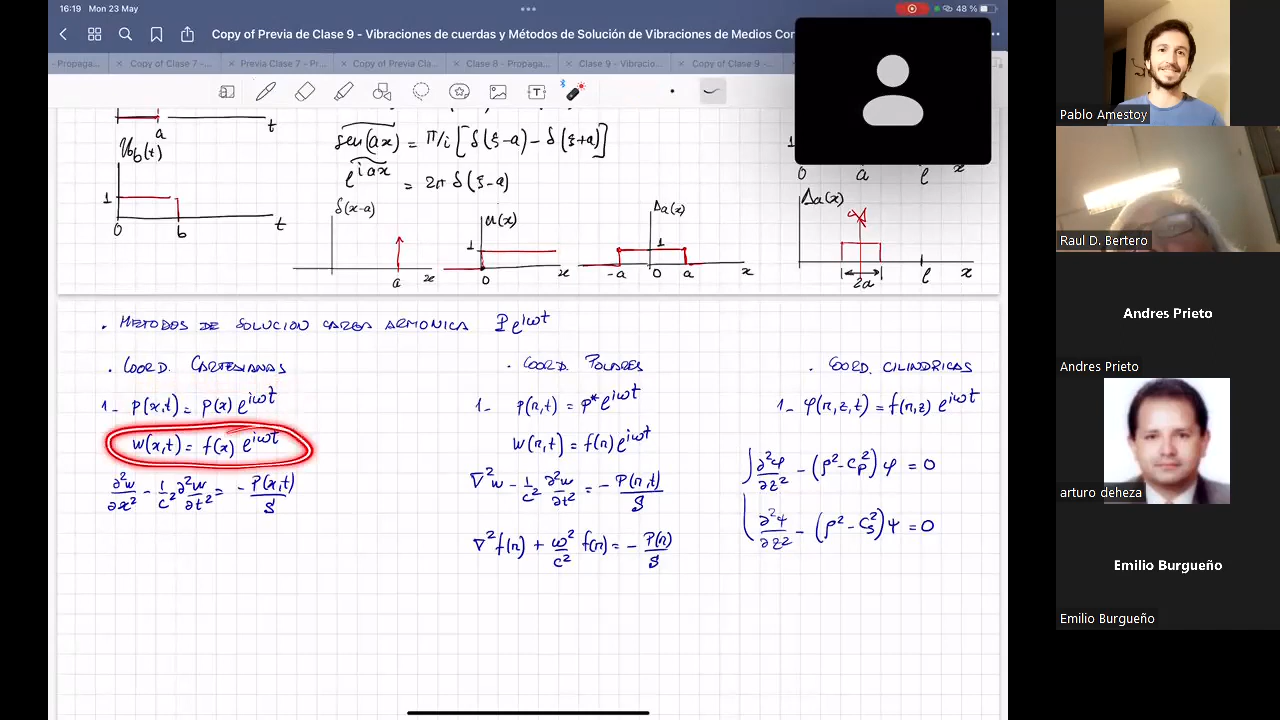 16:19 Mon 23 May
48 %
Copy of Previa de Clase 9 - Vibraciones de cuerdas y Métodos de Solución de Vibraciones de Medios Con
- Propaga...
Copy of Clase 7 -...
Previa Clase 7 - Pr...
Copy of Previa Cla...
Clase 8 - Propaga...
Clase 9 - Vibracio...
Copy of Clase 9 -...
a
t
1
0
b
t
sen(ax) = π/i [δ(ξ-a) - δ(ξ+a)]
e^{iax} = 2π δ(ξ-a)
δ(x-a)
a
x
u(x)
1
0
x
Δa(x)
1
-a
0
a
x
0
a
l
x
Δa(x)
2a
l
x
. METODOS DE SOLUCION CARGA ARMONICA P e^{iωt}
. COORD. CARTESIANAS
1- P(x,t) = P(x) e^{iωt}
w(x,t) = f(x) e^{iωt}
∂²w/∂x² - 1/c² ∂²w/∂t² = - P(x,t)/S
. COORD. POLARES
1- P(r,t) = p* e^{iωt}
w(r,t) = f(r) e^{iωt}
∇²w - 1/c² ∂²w/∂t² = - P(r,t)/S
∇²f(r) + ω²/c² f(r) = - P(r)/S
. COORD. CILINDRICAS
1- φ(r,z,t) = f(r,z) e^{iωt}
∂²φ/∂z² - (ρ² - Cp²) φ = 0
∂²ψ/∂z² - (ρ² - Cs²) ψ = 0
Pablo Amestoy
Raul D. Bertero
Andres Prieto
Andres Prieto
arturo deheza
Emilio Burgueño
Emilio Burgueño